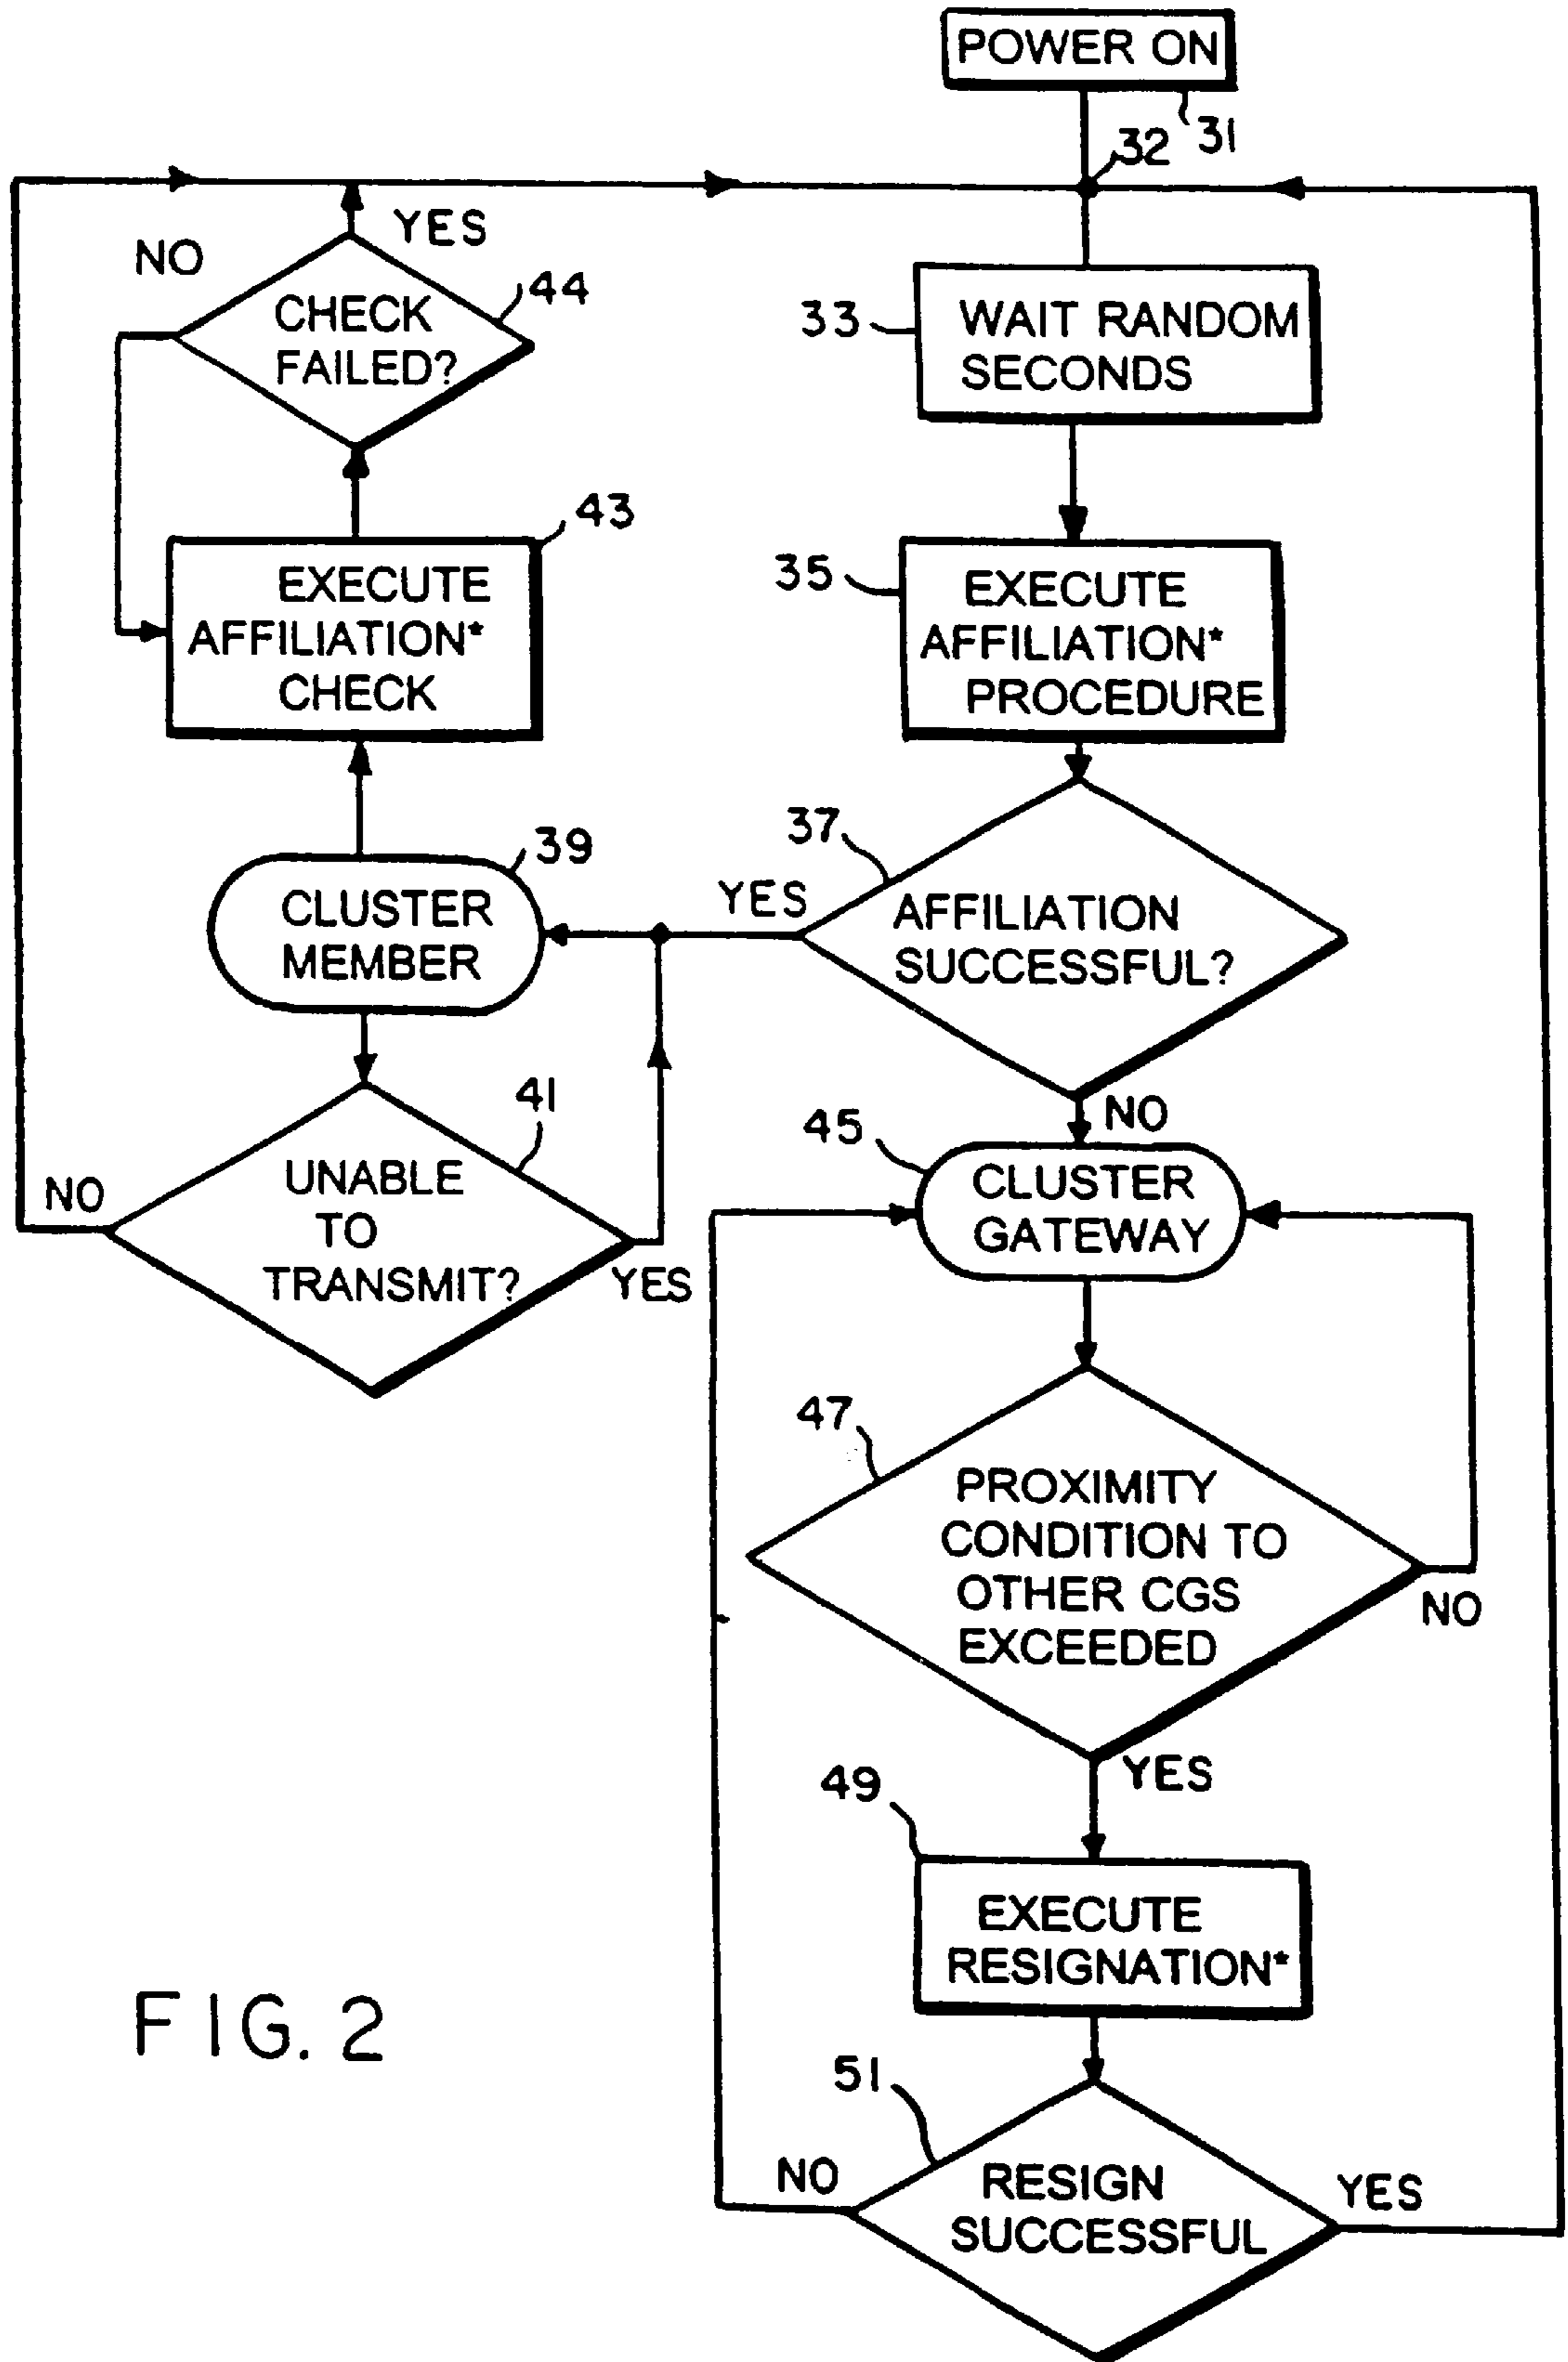 POWER ON
31
32
YES
NO
44
CHECK
FAILED?
33
WAIT RANDOM
SECONDS
43
EXECUTE
AFFILIATION*
CHECK
35
EXECUTE
AFFILIATION*
PROCEDURE
37
39
CLUSTER
MEMBER
YES
AFFILIATION
SUCCESSFUL?
41
NO
UNABLE
TO
TRANSMIT?
YES
NO
45
CLUSTER
GATEWAY
47
PROXIMITY
CONDITION TO
OTHER CGS
EXCEEDED
NO
YES
49
EXECUTE
RESIGNATION*
51
NO
RESIGN
SUCCESSFUL
YES
FIG. 2